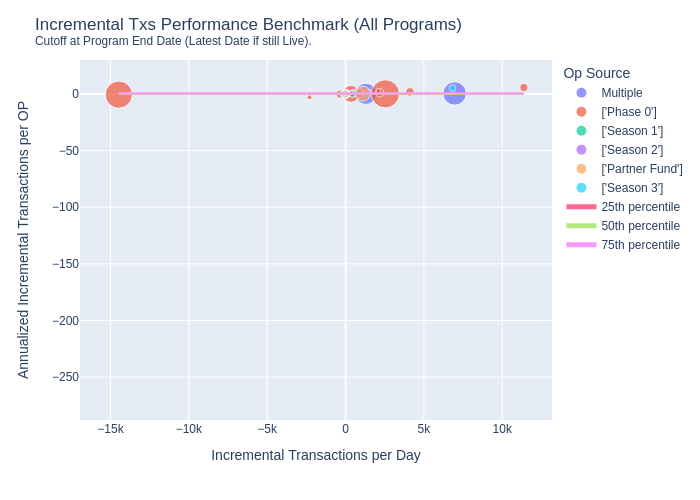 Incremental Txs Performance Benchmark (All Programs)
Cutoff at Program End Date (Latest Date if still Live).
Op Source
Multiple
['Phase 0']
['Season 1']
['Season 2']
['Partner Fund']
['Season 3']
25th percentile
50th percentile
75th percentile
Annualized Incremental Transactions per OP
0
−50
−100
−150
−200
−250
−15k
−10k
−5k
0
5k
10k
Incremental Transactions per Day